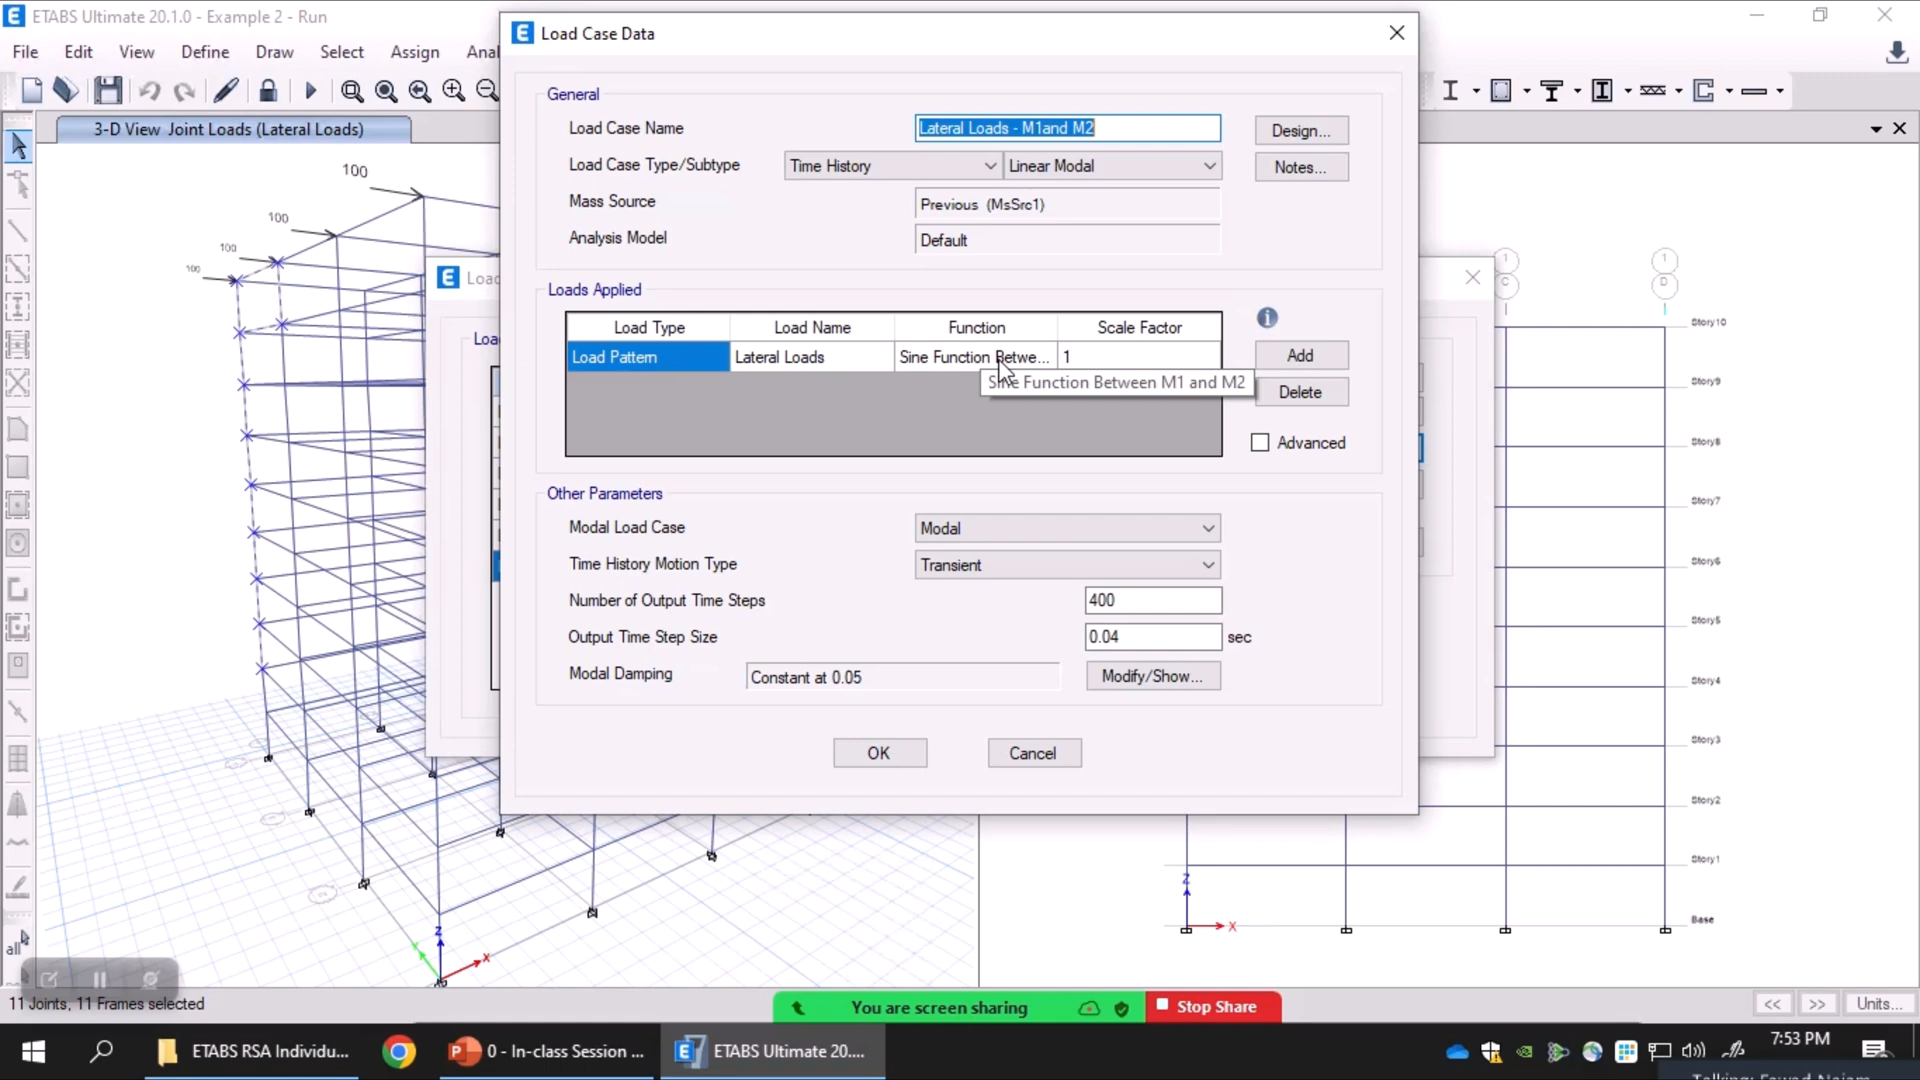 ETABS Ultimate 20.1.0 - Example 2 - Run
File Edit View Define Draw Select Assign
3-D View Joint Loads (Lateral Loads)
100
100
100
100
Load Case Data
General
Load Case Name
Lateral Loads - M1and M2
Design...
Load Case Type/Subtype
Time History
Linear Modal
Notes...
Mass Source
Previous (MsSrc1)
Analysis Model
Default
Loads Applied
Load Type Load Name Function Scale Factor
Load Pattern Lateral Loads Sine Function Betwe... 1
Sine Function Between M1 and M2
Add
Delete
Advanced
Other Parameters
Modal Load Case
Modal
Time History Motion Type
Transient
Number of Output Time Steps
400
Output Time Step Size
0.04
sec
Modal Damping
Constant at 0.05
Modify/Show...
OK
Cancel
1 1
C D
Story10
Story9
Story8
Story7
Story6
Story5
Story4
Story3
Story2
Story1
Base
Z
X
Z
X
all
11 Joints, 11 Frames selected
You are screen sharing
Stop Share
<< >> Units...
ETABS RSA Individu...
0 - In-class Session ...
ETABS Ultimate 20....
7:53 PM